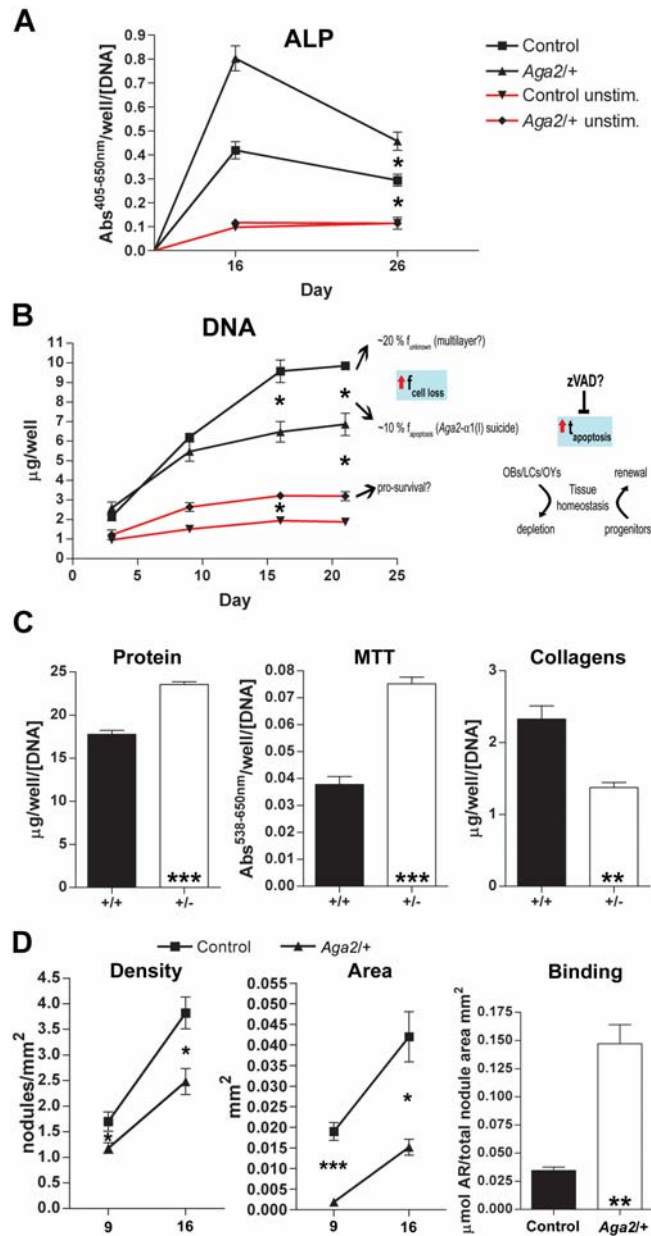 A
ALP
Abs405-650nm/well/[DNA]
0.9
0.8
0.7
0.6
0.5
0.4
0.3
0.2
0.1
0.0
*
*
16
26
Day
Control
Aga2/+
Control unstim.
Aga2/+ unstim.
B
DNA
μg/well
11
10
9
8
7
6
5
4
3
2
1
0
*
*
*
*
0
5
10
15
20
25
Day
~20 % funknown (multilayer?)
fcell loss
~10 % fapoptosis (Aga2-α1(I) suicide)
pro-survival?
zVAD?
tapoptosis
OBs/LCs/OYs
renewal
Tissue
homeostasis
depletion
progenitors
C
Protein
μg/well/[DNA]
25
20
15
10
5
0
***
+/+
+/-
MTT
Abs538-650nm/well/[DNA]
0.08
0.07
0.06
0.05
0.04
0.03
0.02
0.01
0.00
***
+/+
+/-
Collagens
μg/well/[DNA]
3
2
1
0
**
+/+
+/-
D
Control
Aga2/+
Density
nodules/mm2
4.5
4.0
3.5
3.0
2.5
2.0
1.5
1.0
0.5
0.0
*
*
9
16
Area
mm2
0.055
0.050
0.045
0.040
0.035
0.030
0.025
0.020
0.015
0.010
0.005
0.000
***
*
9
16
Binding
μmol AR/total nodule area mm2
0.175
0.150
0.125
0.100
0.075
0.050
0.025
0.000
**
Control
Aga2/+